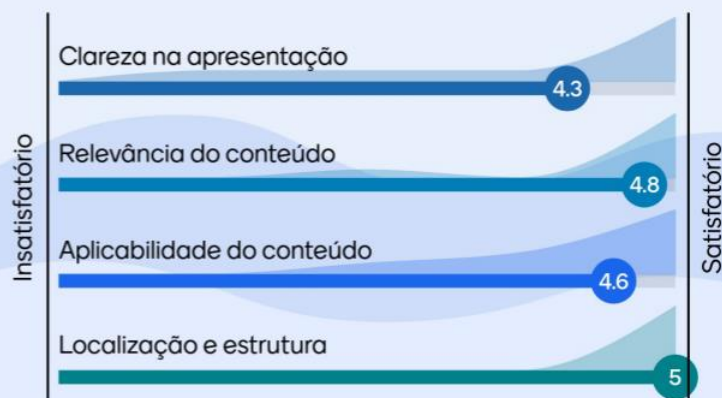 Clareza na apresentação
4.3
Relevância do conteúdo
4.8
Aplicabilidade do conteúdo
4.6
Localização e estrutura
5
Insatisfatório
Satisfatório